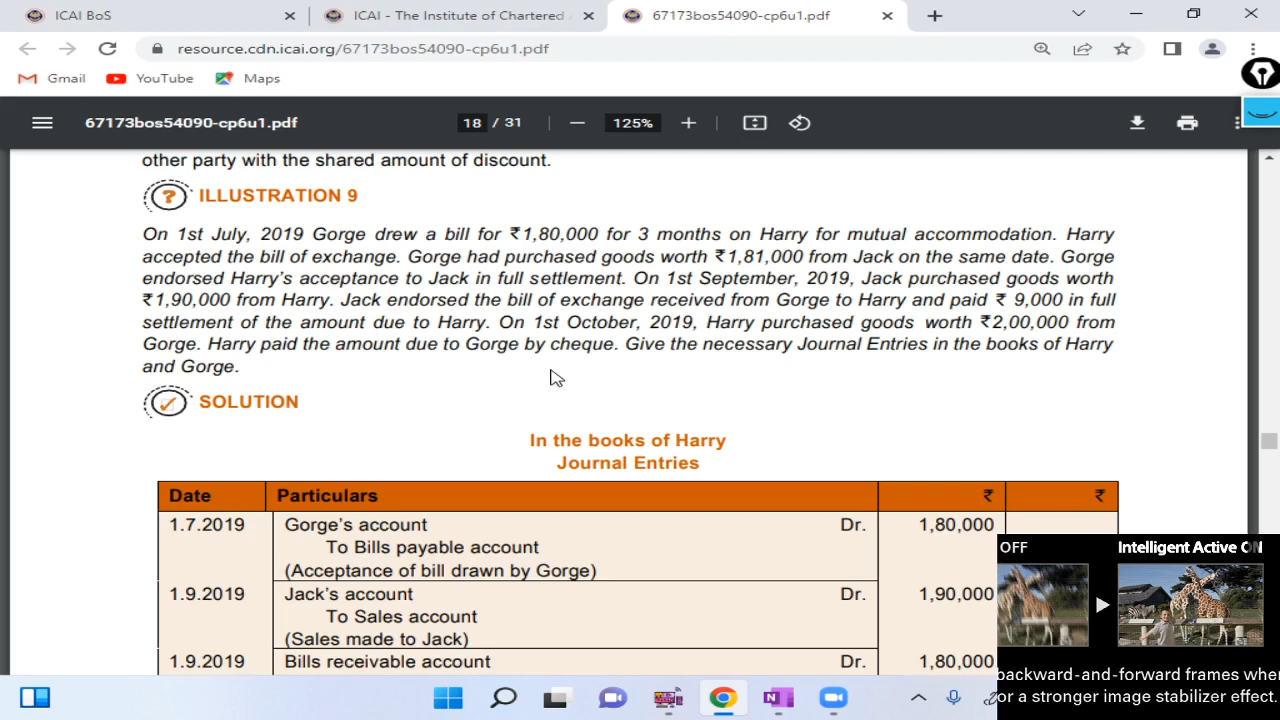 ICAI BoS
ICAI - The Institute of Chartered
67173bos54090-cp6u1.pdf
resource.cdn.icai.org/67173bos54090-cp6u1.pdf
Gmail YouTube Maps
67173bos54090-cp6u1.pdf 18 / 31 125%
other party with the shared amount of discount.
? ILLUSTRATION 9
On 1st July, 2019 Gorge drew a bill for ₹1,80,000 for 3 months on Harry for mutual accommodation. Harry
accepted the bill of exchange. Gorge had purchased goods worth ₹1,81,000 from Jack on the same date. Gorge
endorsed Harry's acceptance to Jack in full settlement. On 1st September, 2019, Jack purchased goods worth
₹1,90,000 from Harry. Jack endorsed the bill of exchange received from Gorge to Harry and paid ₹ 9,000 in full
settlement of the amount due to Harry. On 1st October, 2019, Harry purchased goods worth ₹2,00,000 from
Gorge. Harry paid the amount due to Gorge by cheque. Give the necessary Journal Entries in the books of Harry
and Gorge.
SOLUTION
In the books of Harry
Journal Entries
Date Particulars ₹ ₹
1.7.2019 Gorge's account Dr. 1,80,000
To Bills payable account
(Acceptance of bill drawn by Gorge)
1.9.2019 Jack's account Dr. 1,90,000
To Sales account
(Sales made to Jack)
1.9.2019 Bills receivable account Dr. 1,80,000
OFF Intelligent Active ON
backward-and-forward frames when
or a stronger image stabilizer effect.